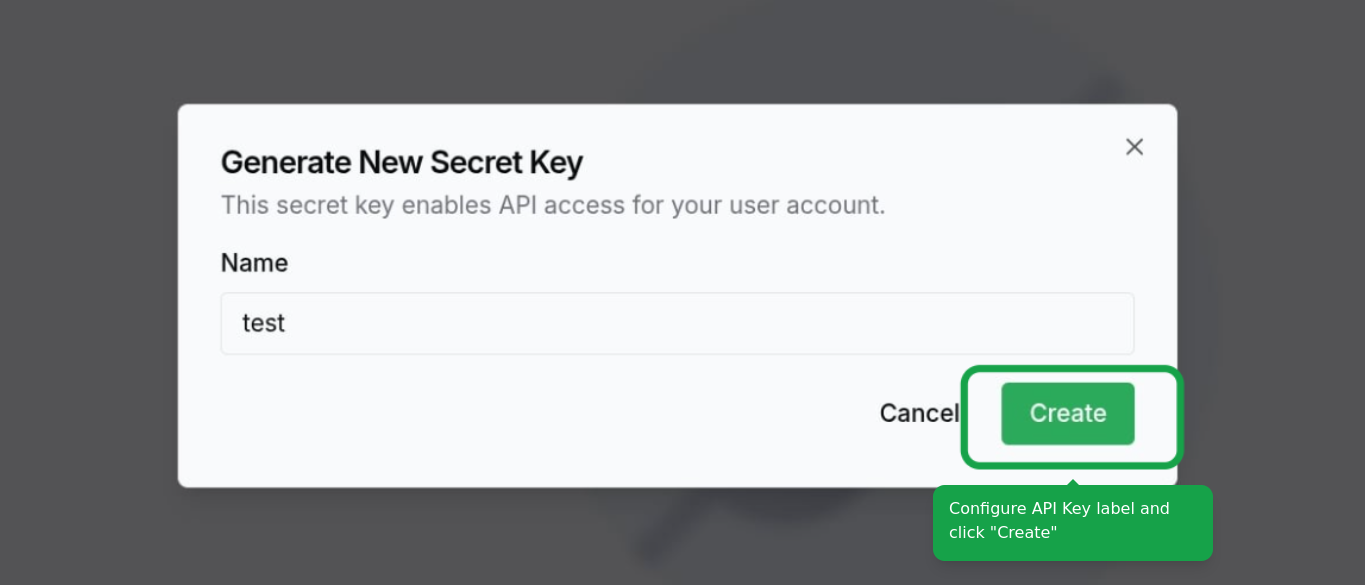 Generate New Secret Key
This secret key enables API access for your user account.
Name
test
Cancel
Create
Configure API Key label and
click "Create"